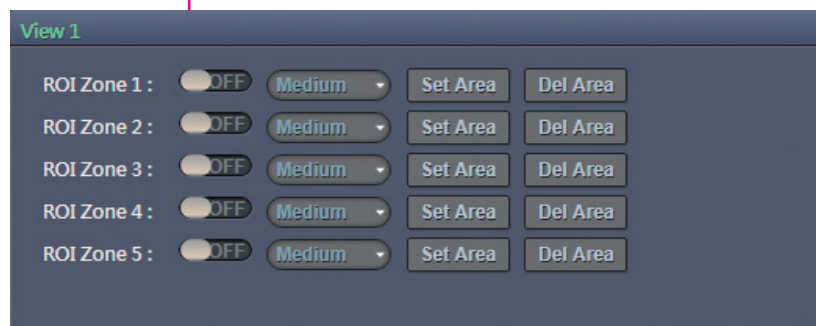 View 1
ROI Zone 1 : OFF Medium Set Area Del Area
ROI Zone 2 : OFF Medium Set Area Del Area
ROI Zone 3 : OFF Medium Set Area Del Area
ROI Zone 4 : OFF Medium Set Area Del Area
ROI Zone 5 : OFF Medium Set Area Del Area